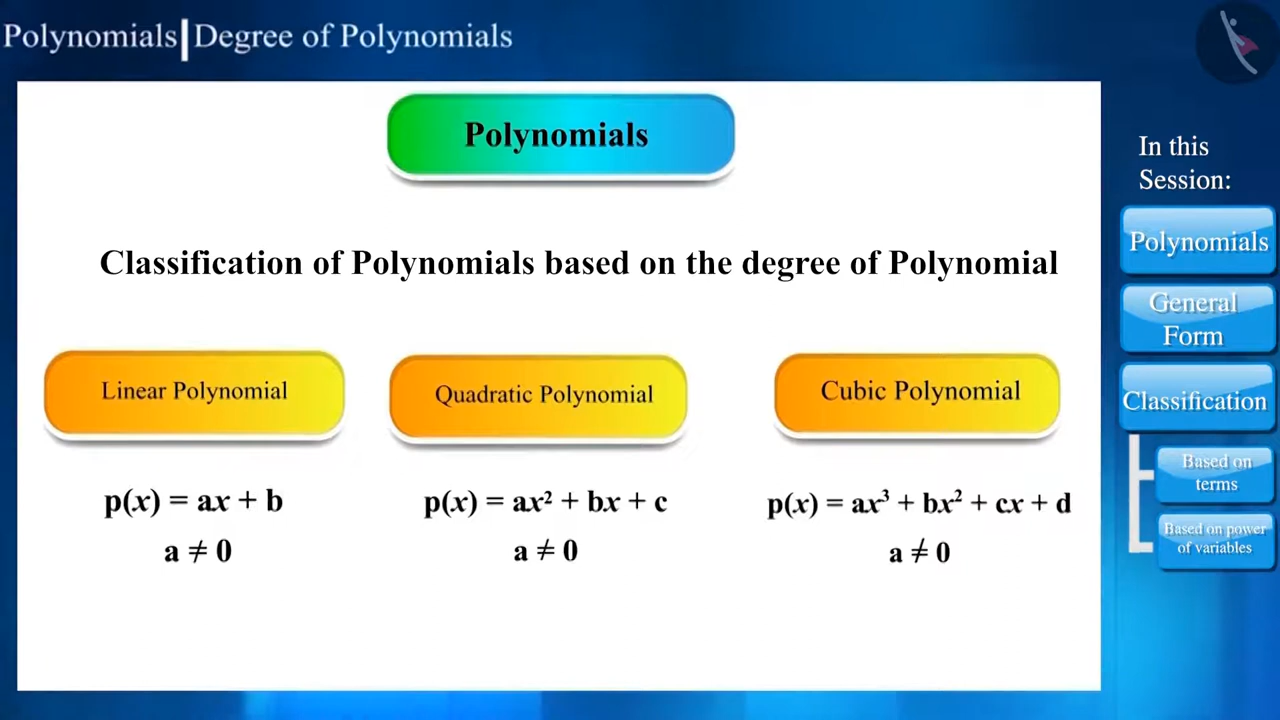 Polynomials|Degree of Polynomials
Polynomials
Classification of Polynomials based on the degree of Polynomial
Linear Polynomial
p(x) = ax + b
a ≠ 0
Quadratic Polynomial
p(x) = ax² + bx + c
a ≠ 0
Cubic Polynomial
p(x) = ax³ + bx² + cx + d
a ≠ 0
In this
Session:
Polynomials
General
Form
Classification
Based on
terms
Based on power
of variables